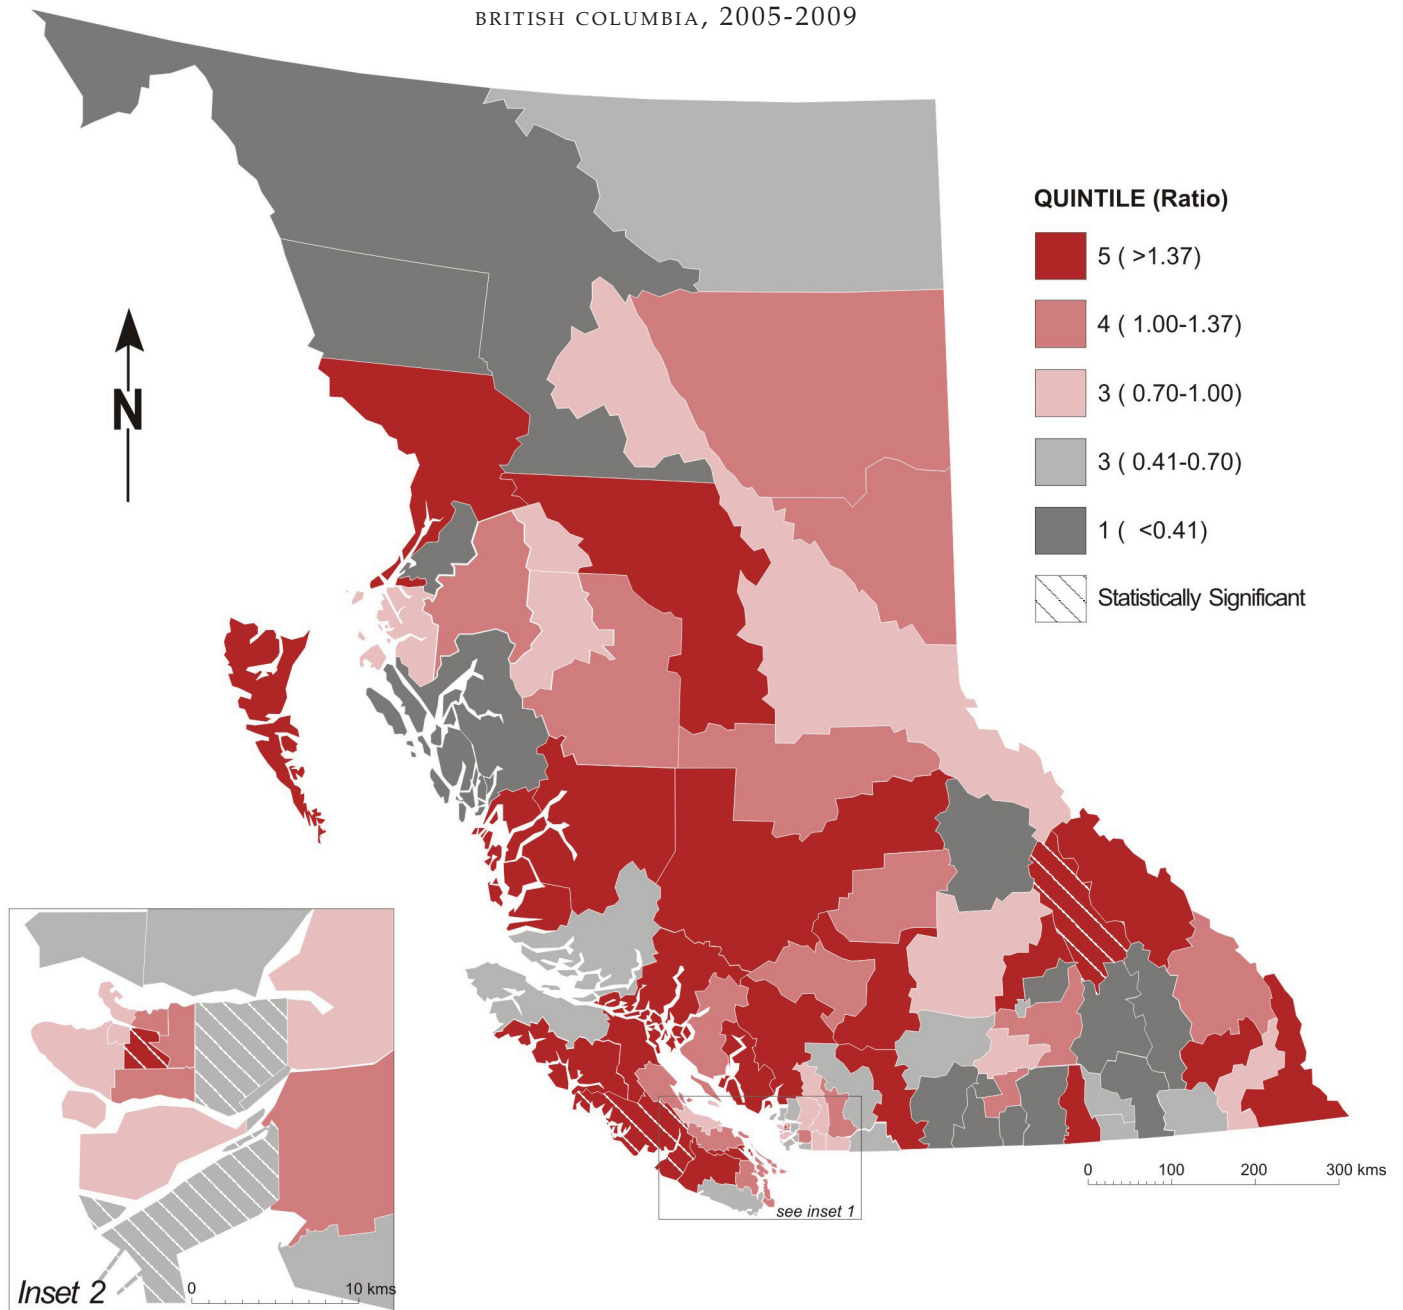 BRITISH COLUMBIA, 2005-2009
QUINTILE (Ratio)
5 ( >1.37)
4 ( 1.00-1.37)
3 ( 0.70-1.00)
3 ( 0.41-0.70)
1 ( <0.41)
Statistically Significant
N
0 100 200 300 kms
see inset 1
Inset 2
0 10 kms